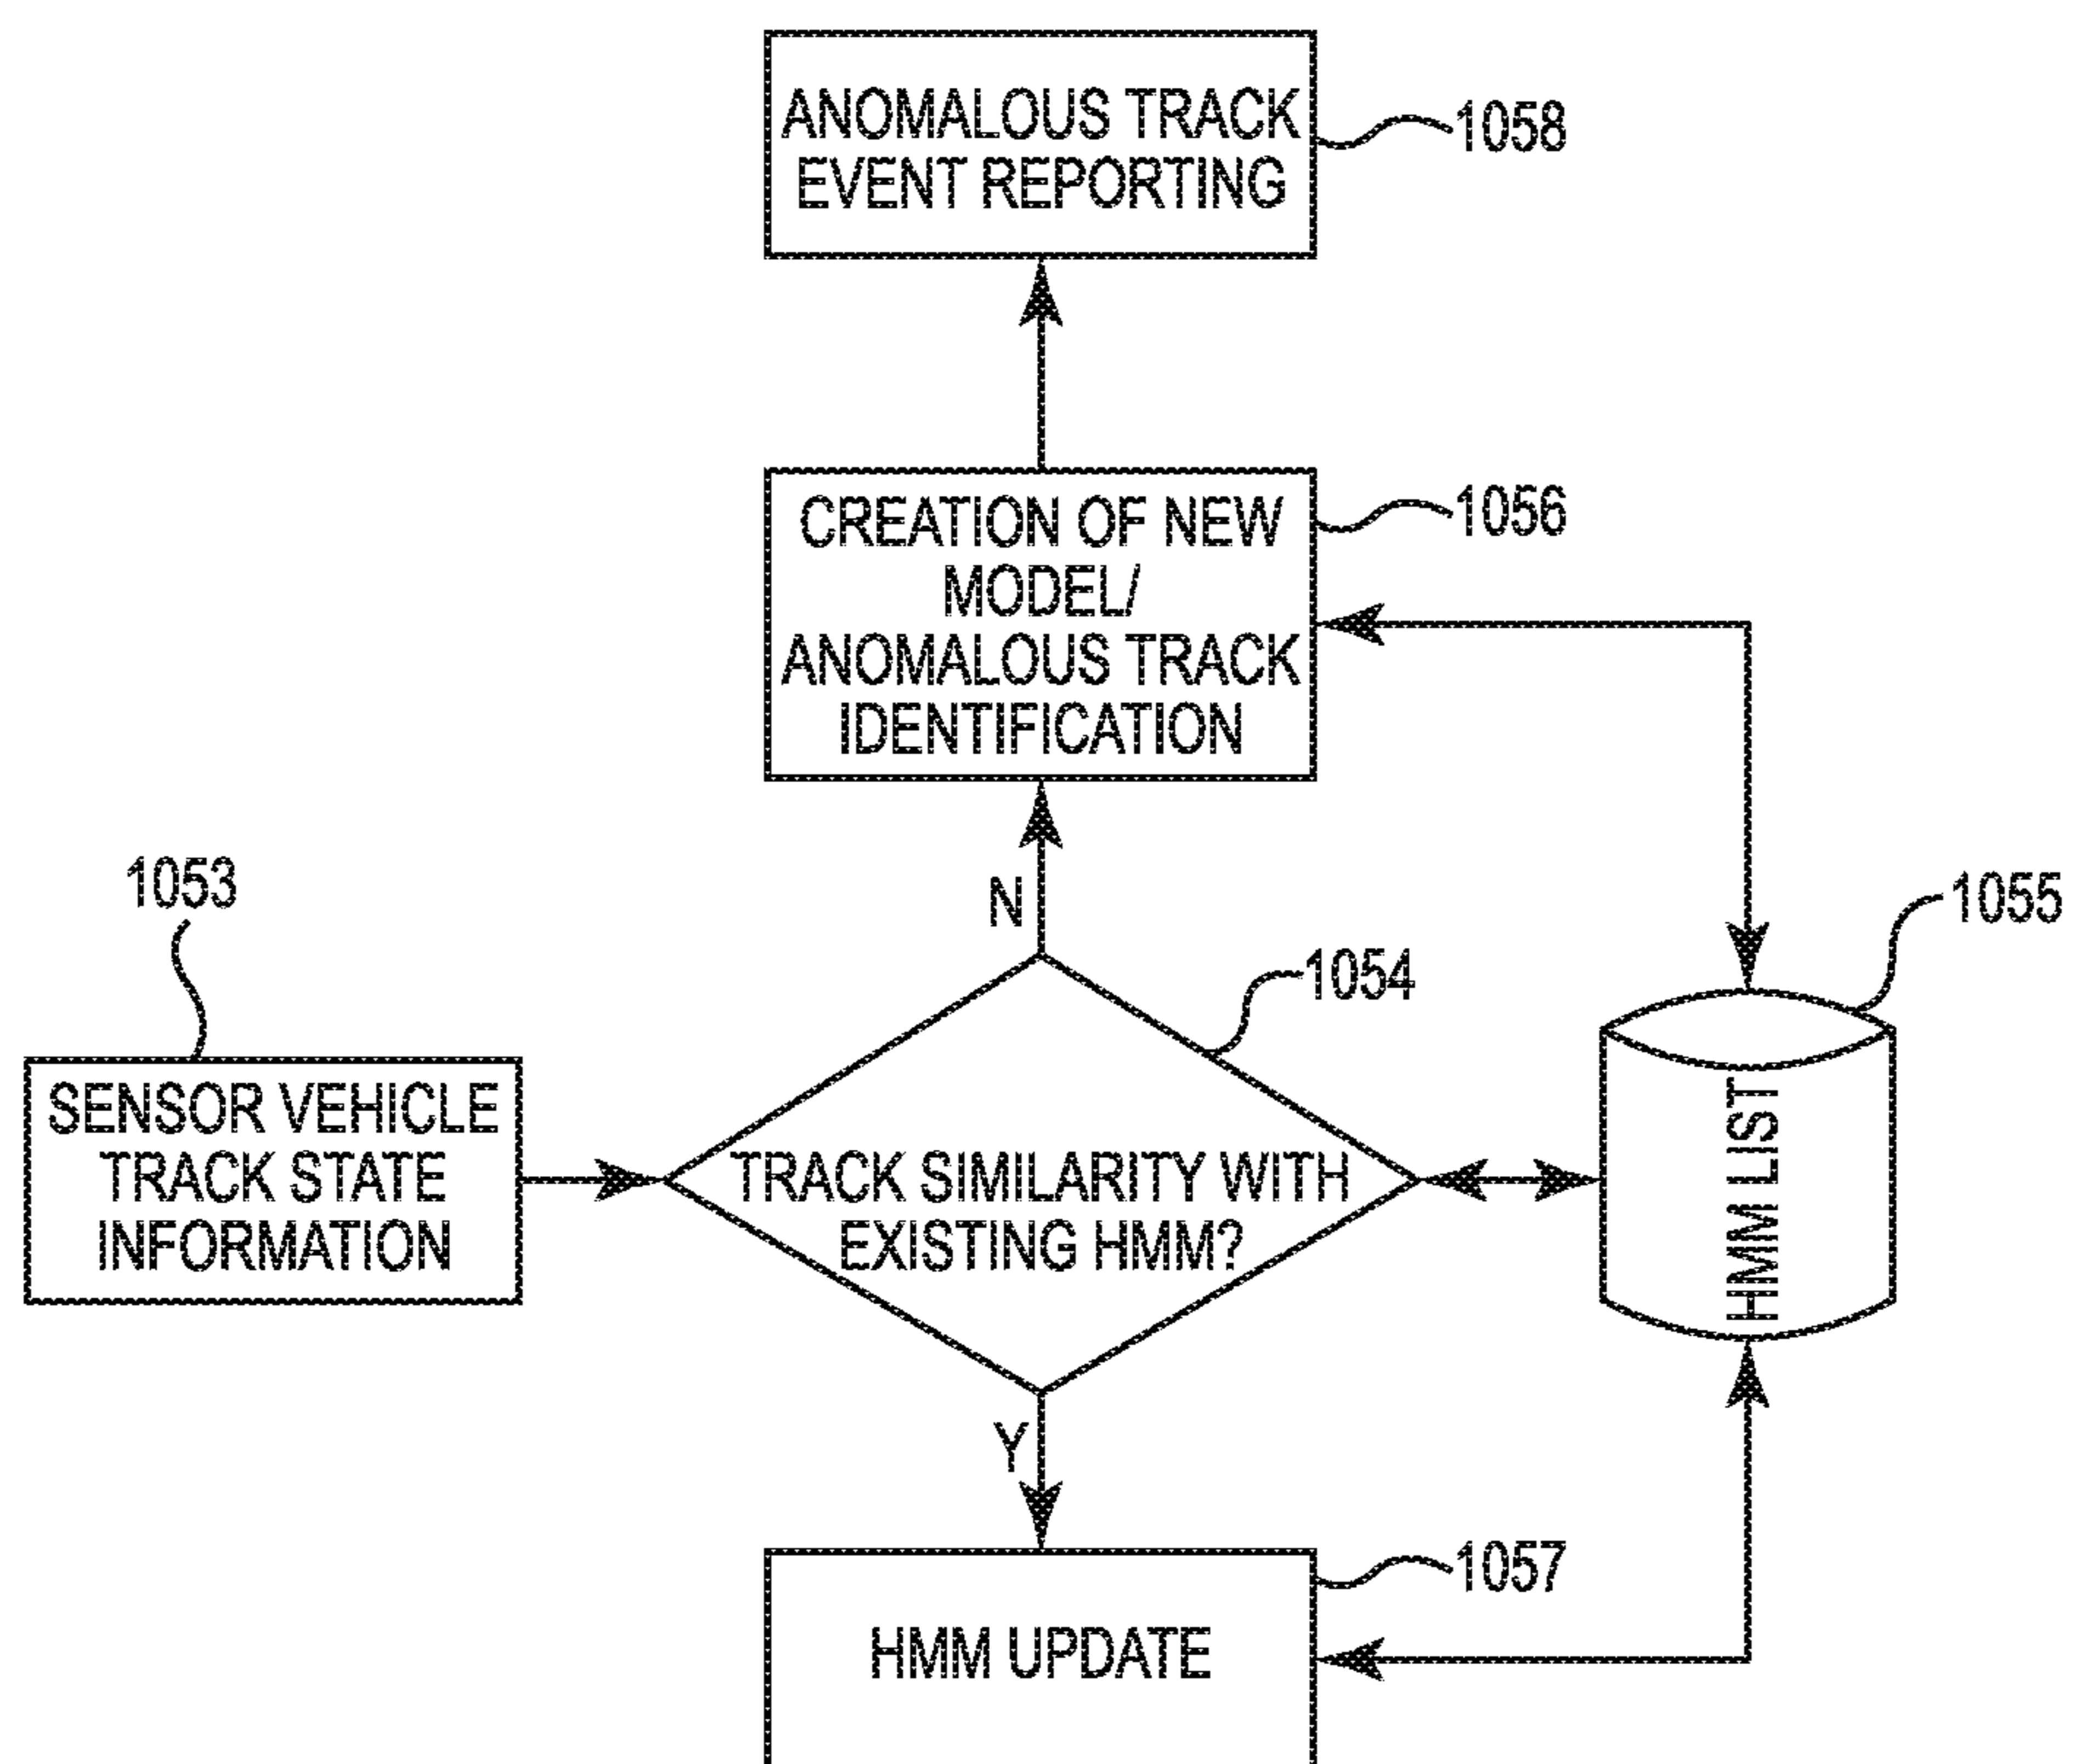 ANOMALOUS TRACK
EVENT REPORTING
1058
CREATION OF NEW
MODEL/
ANOMALOUS TRACK
IDENTIFICATION
1056
N
1053
SENSOR VEHICLE
TRACK STATE
INFORMATION
1054
TRACK SIMILARITY WITH
EXISTING HMM?
1055
HMM LIST
Y
1057
HMM UPDATE